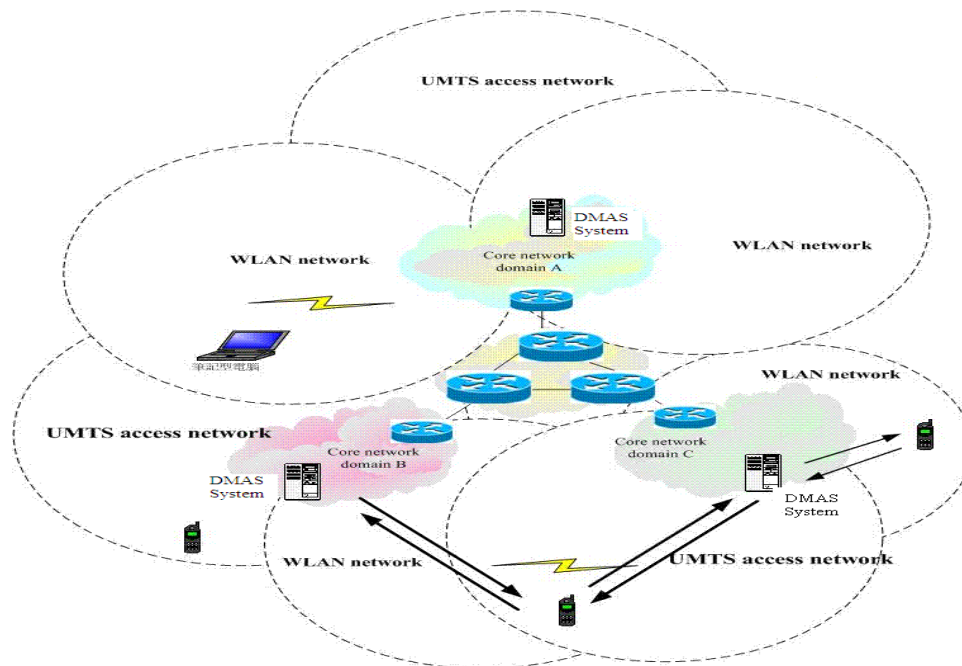 UMTS access network
DMAS
System
WLAN network
WLAN network
Core network
domain A
筆記型電腦
WLAN network
UMTS access network
Core network
domain B
Core network
domain C
DMAS
System
DMAS
System
WLAN network
UMTS access network